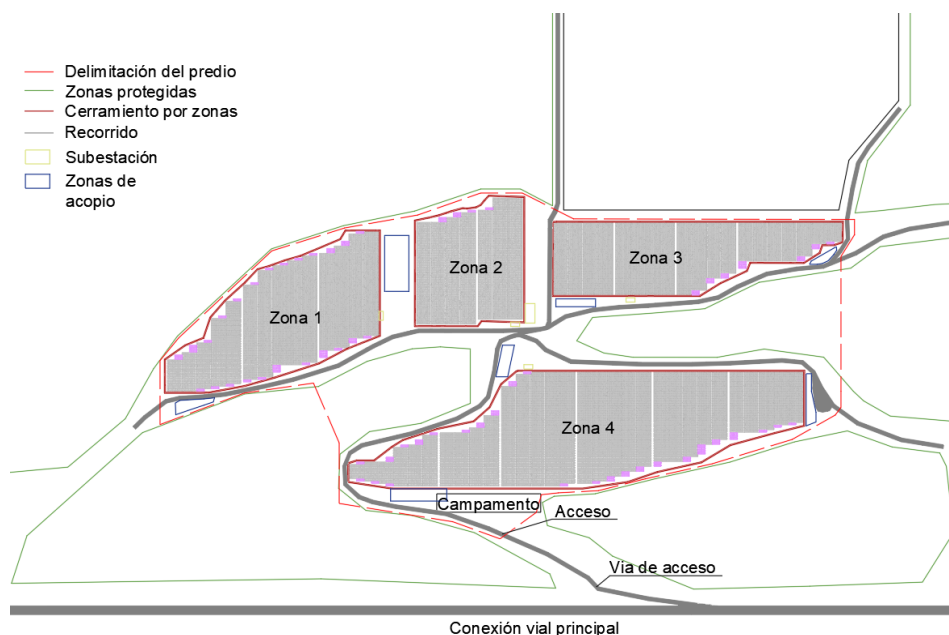 Delimitación del predio
Zonas protegidas
Cerramiento por zonas
Recorrido
Subestación
Zonas de
acopio
Zona 1
Zona 2
Zona 3
Zona 4
Campamento
Acceso
Via de acceso
Conexión vial principal